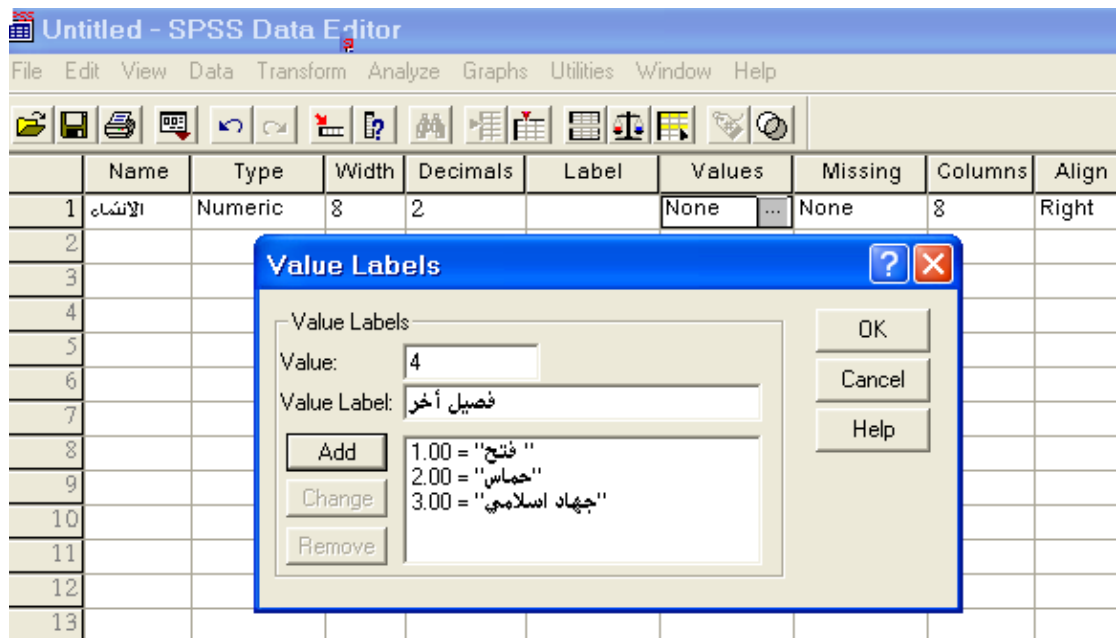 Untitled - SPSS Data Editor
File Edit View Data Transform Analyze Graphs Utilities Window Help
Name Type Width Decimals Label Values Missing Columns Align
1 الانتماء Numeric 8 2 None ... None 8 Right
2
3
4
5
6
7
8
9
10
11
12
13
Value Labels
Value Labels
Value: 4
Value Label: فصيل أخر
Add
Change
Remove
1.00 = "فتح "
2.00 = "حماس"
3.00 = "جهاد اسلامي"
OK
Cancel
Help